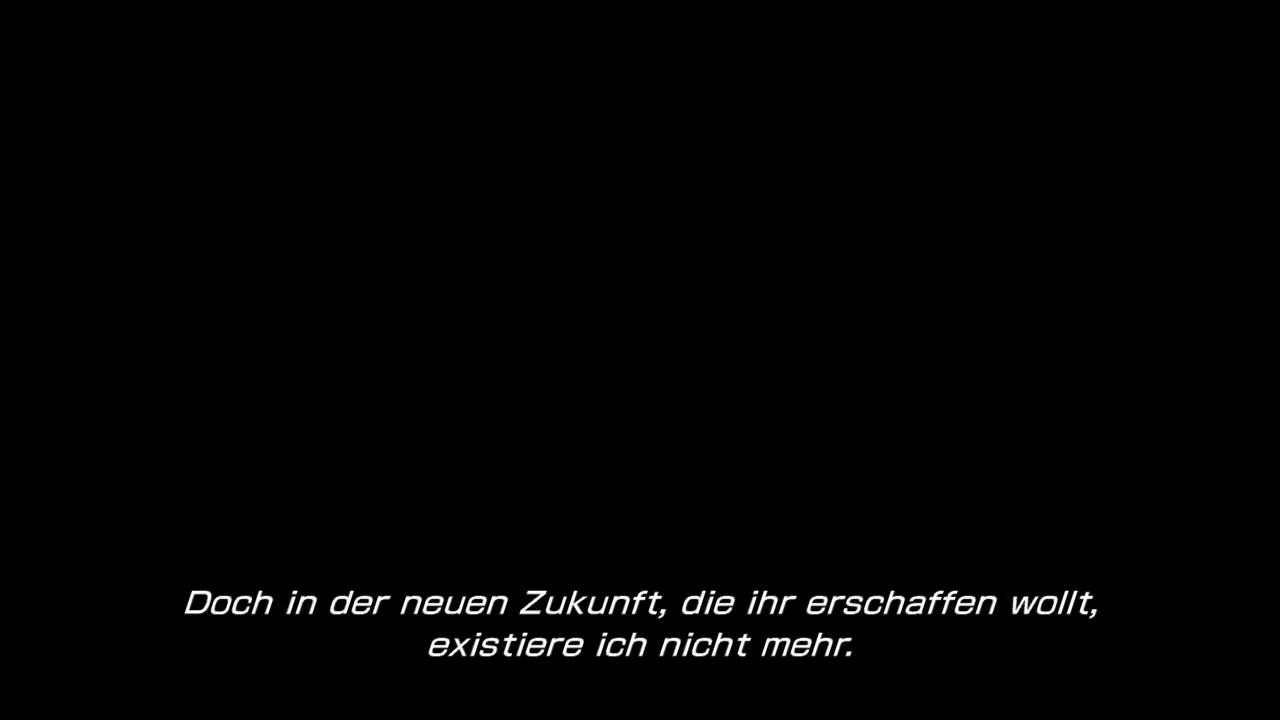 Doch in der neuen Zukunft, die ihr erschaffen wollt,
existiere ich nicht mehr.